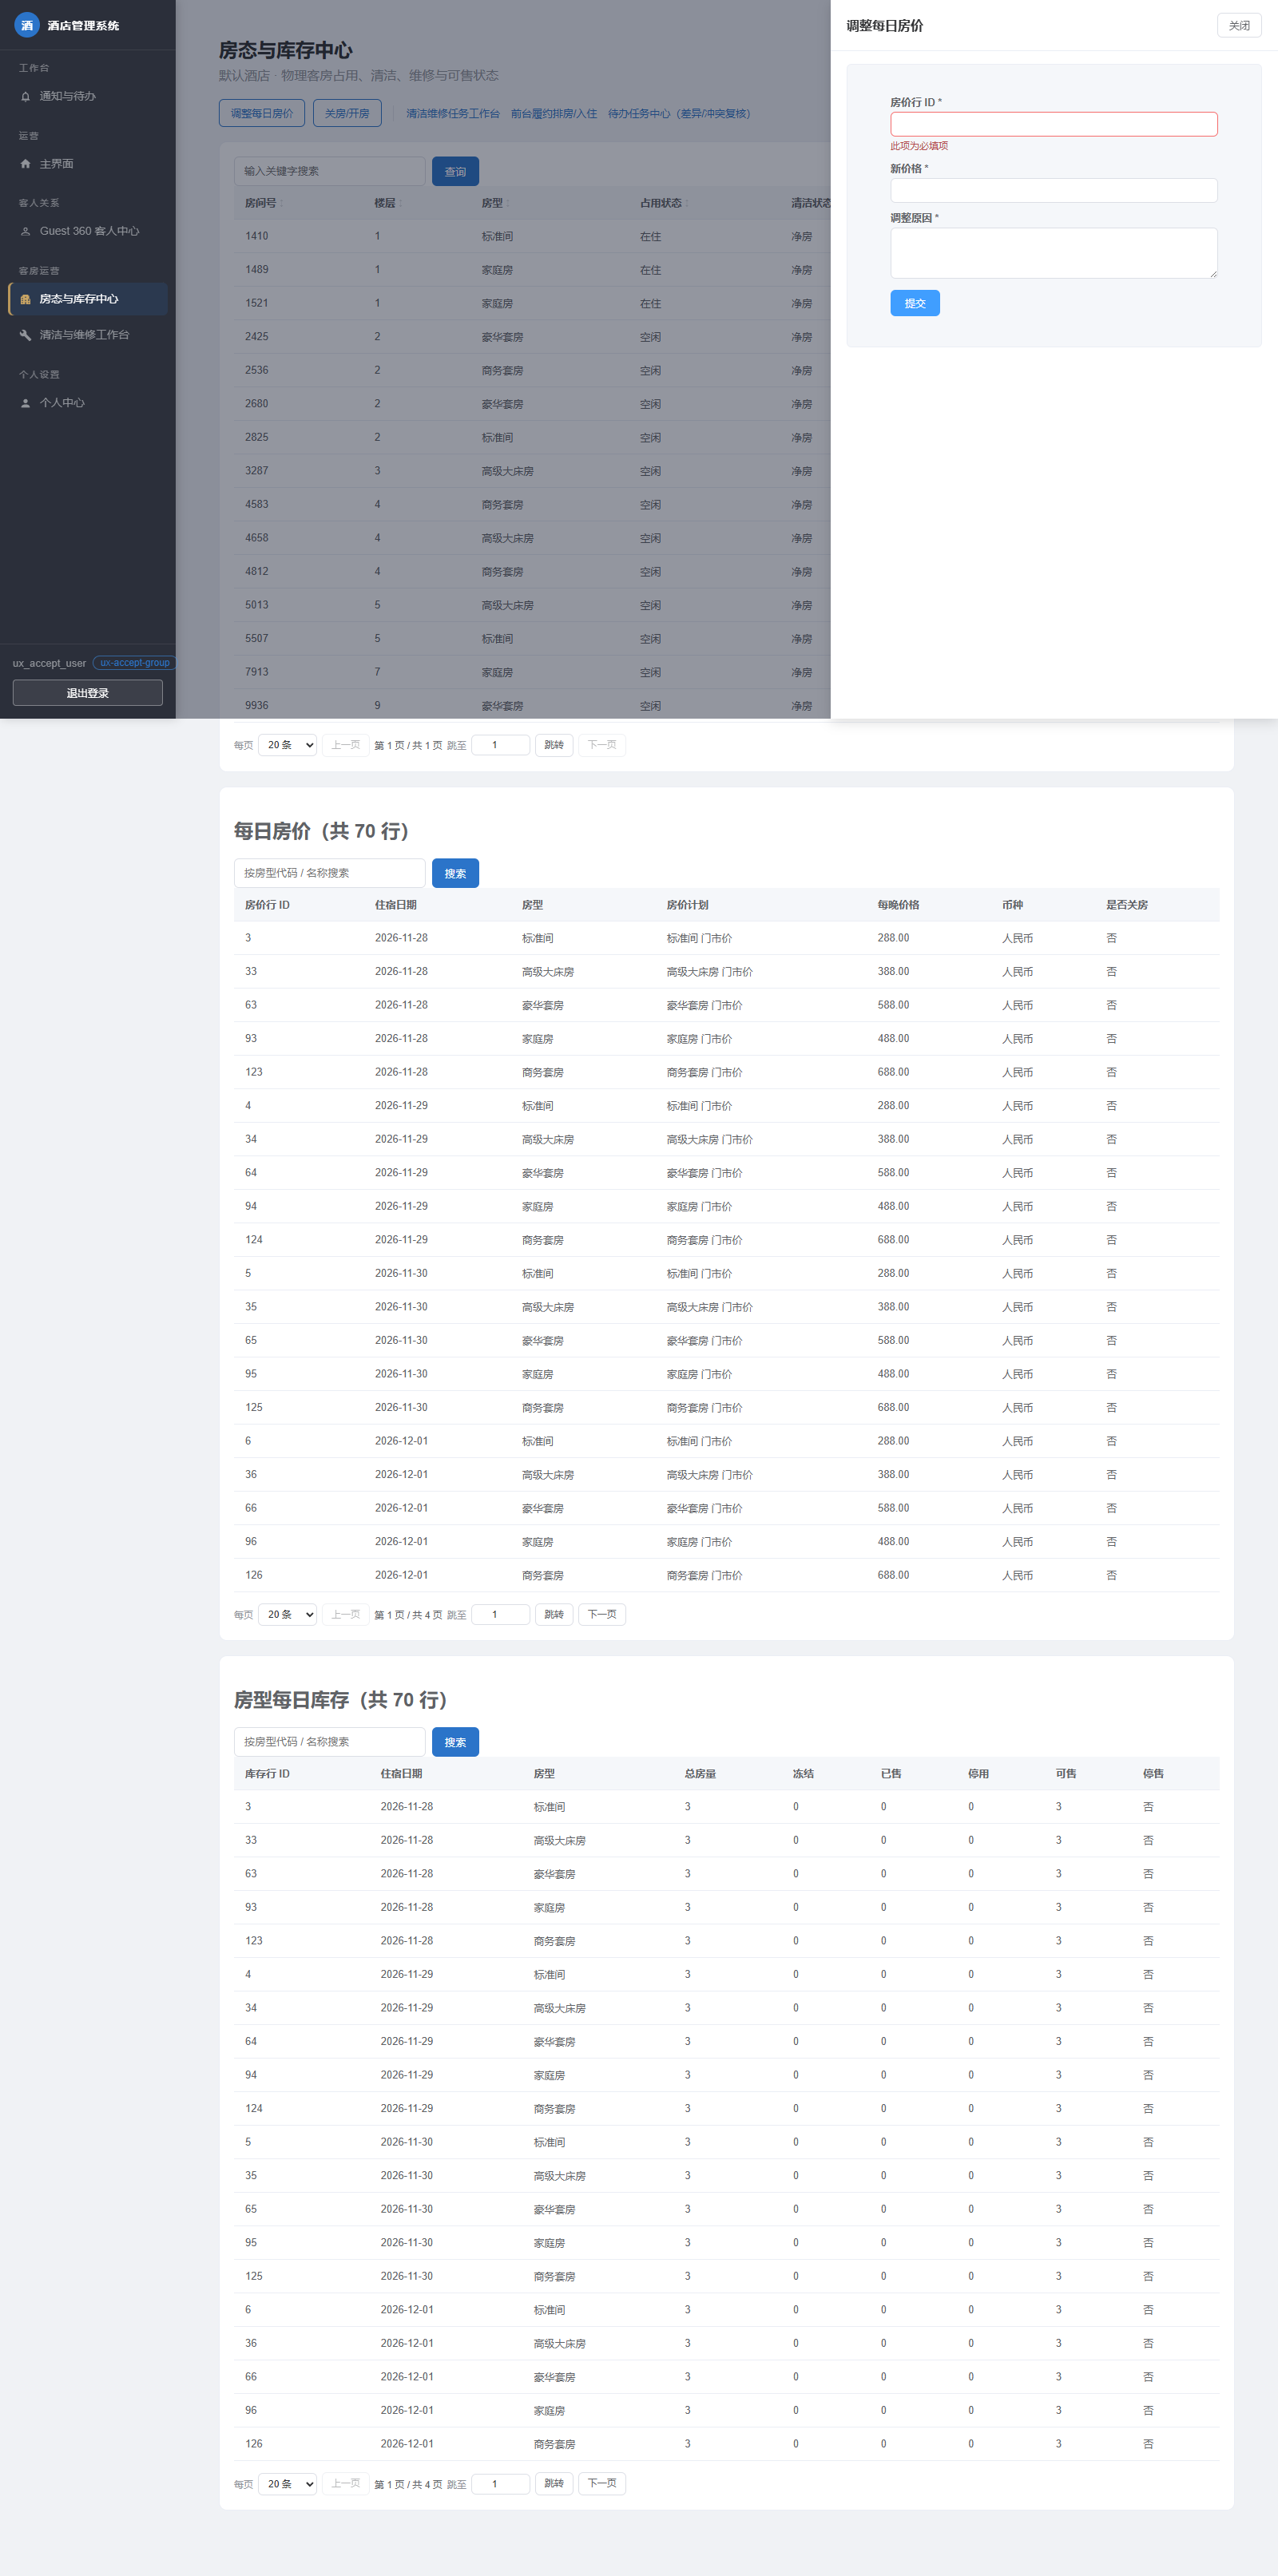 酒 酒店管理系统
工作台
通知与待办
运营
主界面
客人关系
Guest 360 客人中心
客房运营
房态与库存中心
清洁与维修工作台
个人设置
个人中心
ux_accept_user ux-accept-group
退出登录
房态与库存中心
默认酒店 · 物理客房占用、清洁、维修与可售状态
调整每日房价 关房/开房 清洁维修任务工作台 前台履约排房/入住 待办任务中心（差异/冲突复核）
输入关键字搜索 查询
房间号 楼层 房型 占用状态 清洁状态
1410 1 标准间 在住 净房
1489 1 家庭房 在住 净房
1521 1 家庭房 在住 净房
2425 2 豪华套房 空闲 净房
2536 2 商务套房 空闲 净房
2680 2 豪华套房 空闲 净房
2825 2 标准间 空闲 净房
3287 3 高级大床房 空闲 净房
4583 4 商务套房 空闲 净房
4658 4 高级大床房 空闲 净房
4812 4 商务套房 空闲 净房
5013 5 高级大床房 空闲 净房
5507 5 标准间 空闲 净房
7913 7 家庭房 空闲 净房
9936 9 豪华套房 空闲 净房
每页 20 条 上一页 第 1 页 / 共 1 页 跳至 1 跳转 下一页
调整每日房价 关闭
房价行 ID *
此项为必填项
新价格 *
调整原因 *
提交
每日房价（共 70 行）
按房型代码 / 名称搜索 搜索
房价行 ID 住宿日期 房型 房价计划 每晚价格 币种 是否关房
3 2026-11-28 标准间 标准间 门市价 288.00 人民币 否
33 2026-11-28 高级大床房 高级大床房 门市价 388.00 人民币 否
63 2026-11-28 豪华套房 豪华套房 门市价 588.00 人民币 否
93 2026-11-28 家庭房 家庭房 门市价 488.00 人民币 否
123 2026-11-28 商务套房 商务套房 门市价 688.00 人民币 否
4 2026-11-29 标准间 标准间 门市价 288.00 人民币 否
34 2026-11-29 高级大床房 高级大床房 门市价 388.00 人民币 否
64 2026-11-29 豪华套房 豪华套房 门市价 588.00 人民币 否
94 2026-11-29 家庭房 家庭房 门市价 488.00 人民币 否
124 2026-11-29 商务套房 商务套房 门市价 688.00 人民币 否
5 2026-11-30 标准间 标准间 门市价 288.00 人民币 否
35 2026-11-30 高级大床房 高级大床房 门市价 388.00 人民币 否
65 2026-11-30 豪华套房 豪华套房 门市价 588.00 人民币 否
95 2026-11-30 家庭房 家庭房 门市价 488.00 人民币 否
125 2026-11-30 商务套房 商务套房 门市价 688.00 人民币 否
6 2026-12-01 标准间 标准间 门市价 288.00 人民币 否
36 2026-12-01 高级大床房 高级大床房 门市价 388.00 人民币 否
66 2026-12-01 豪华套房 豪华套房 门市价 588.00 人民币 否
96 2026-12-01 家庭房 家庭房 门市价 488.00 人民币 否
126 2026-12-01 商务套房 商务套房 门市价 688.00 人民币 否
每页 20 条 上一页 第 1 页 / 共 4 页 跳至 1 跳转 下一页
房型每日库存（共 70 行）
按房型代码 / 名称搜索 搜索
库存行 ID 住宿日期 房型 总房量 冻结 已售 停用 可售 停售
3 2026-11-28 标准间 3 0 0 0 3 否
33 2026-11-28 高级大床房 3 0 0 0 3 否
63 2026-11-28 豪华套房 3 0 0 0 3 否
93 2026-11-28 家庭房 3 0 0 0 3 否
123 2026-11-28 商务套房 3 0 0 0 3 否
4 2026-11-29 标准间 3 0 0 0 3 否
34 2026-11-29 高级大床房 3 0 0 0 3 否
64 2026-11-29 豪华套房 3 0 0 0 3 否
94 2026-11-29 家庭房 3 0 0 0 3 否
124 2026-11-29 商务套房 3 0 0 0 3 否
5 2026-11-30 标准间 3 0 0 0 3 否
35 2026-11-30 高级大床房 3 0 0 0 3 否
65 2026-11-30 豪华套房 3 0 0 0 3 否
95 2026-11-30 家庭房 3 0 0 0 3 否
125 2026-11-30 商务套房 3 0 0 0 3 否
6 2026-12-01 标准间 3 0 0 0 3 否
36 2026-12-01 高级大床房 3 0 0 0 3 否
66 2026-12-01 豪华套房 3 0 0 0 3 否
96 2026-12-01 家庭房 3 0 0 0 3 否
126 2026-12-01 商务套房 3 0 0 0 3 否
每页 20 条 上一页 第 1 页 / 共 4 页 跳至 1 跳转 下一页